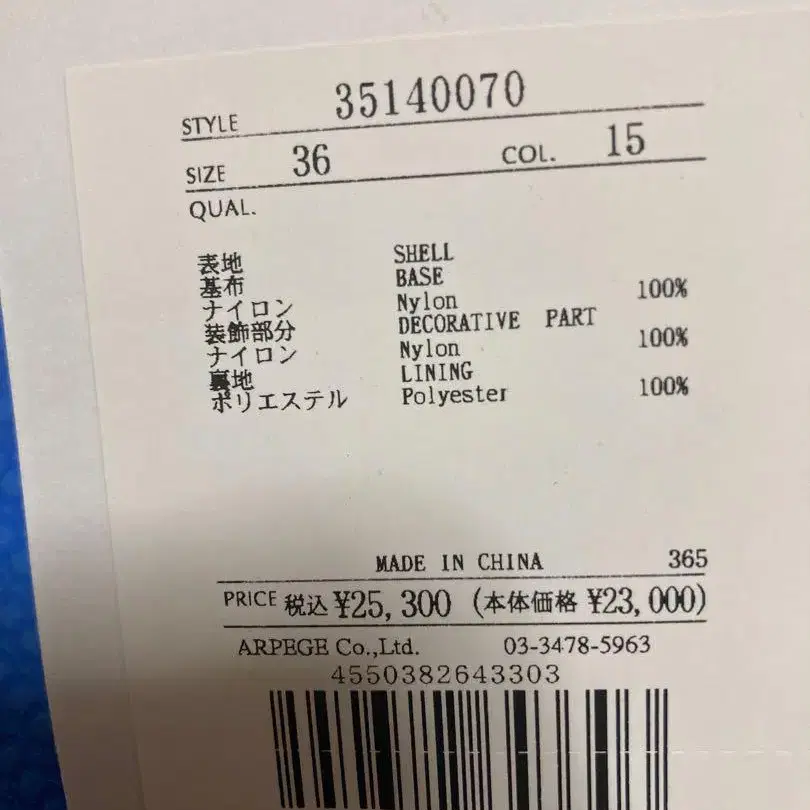 STYLE 35140070
SIZE 36 COL. 15
QUAL.
表地 SHELL
基布 BASE
ナイロン Nylon 100%
装飾部分 DECORATIVE PART
ナイロン Nylon 100%
裏地 LINING
ポリエステル Polyester 100%
MADE IN CHINA 365
PRICE 税込 ¥25,300 (本体価格 ¥23,000)
ARPEGE Co.,Ltd. 03-3478-5963
4550382643303